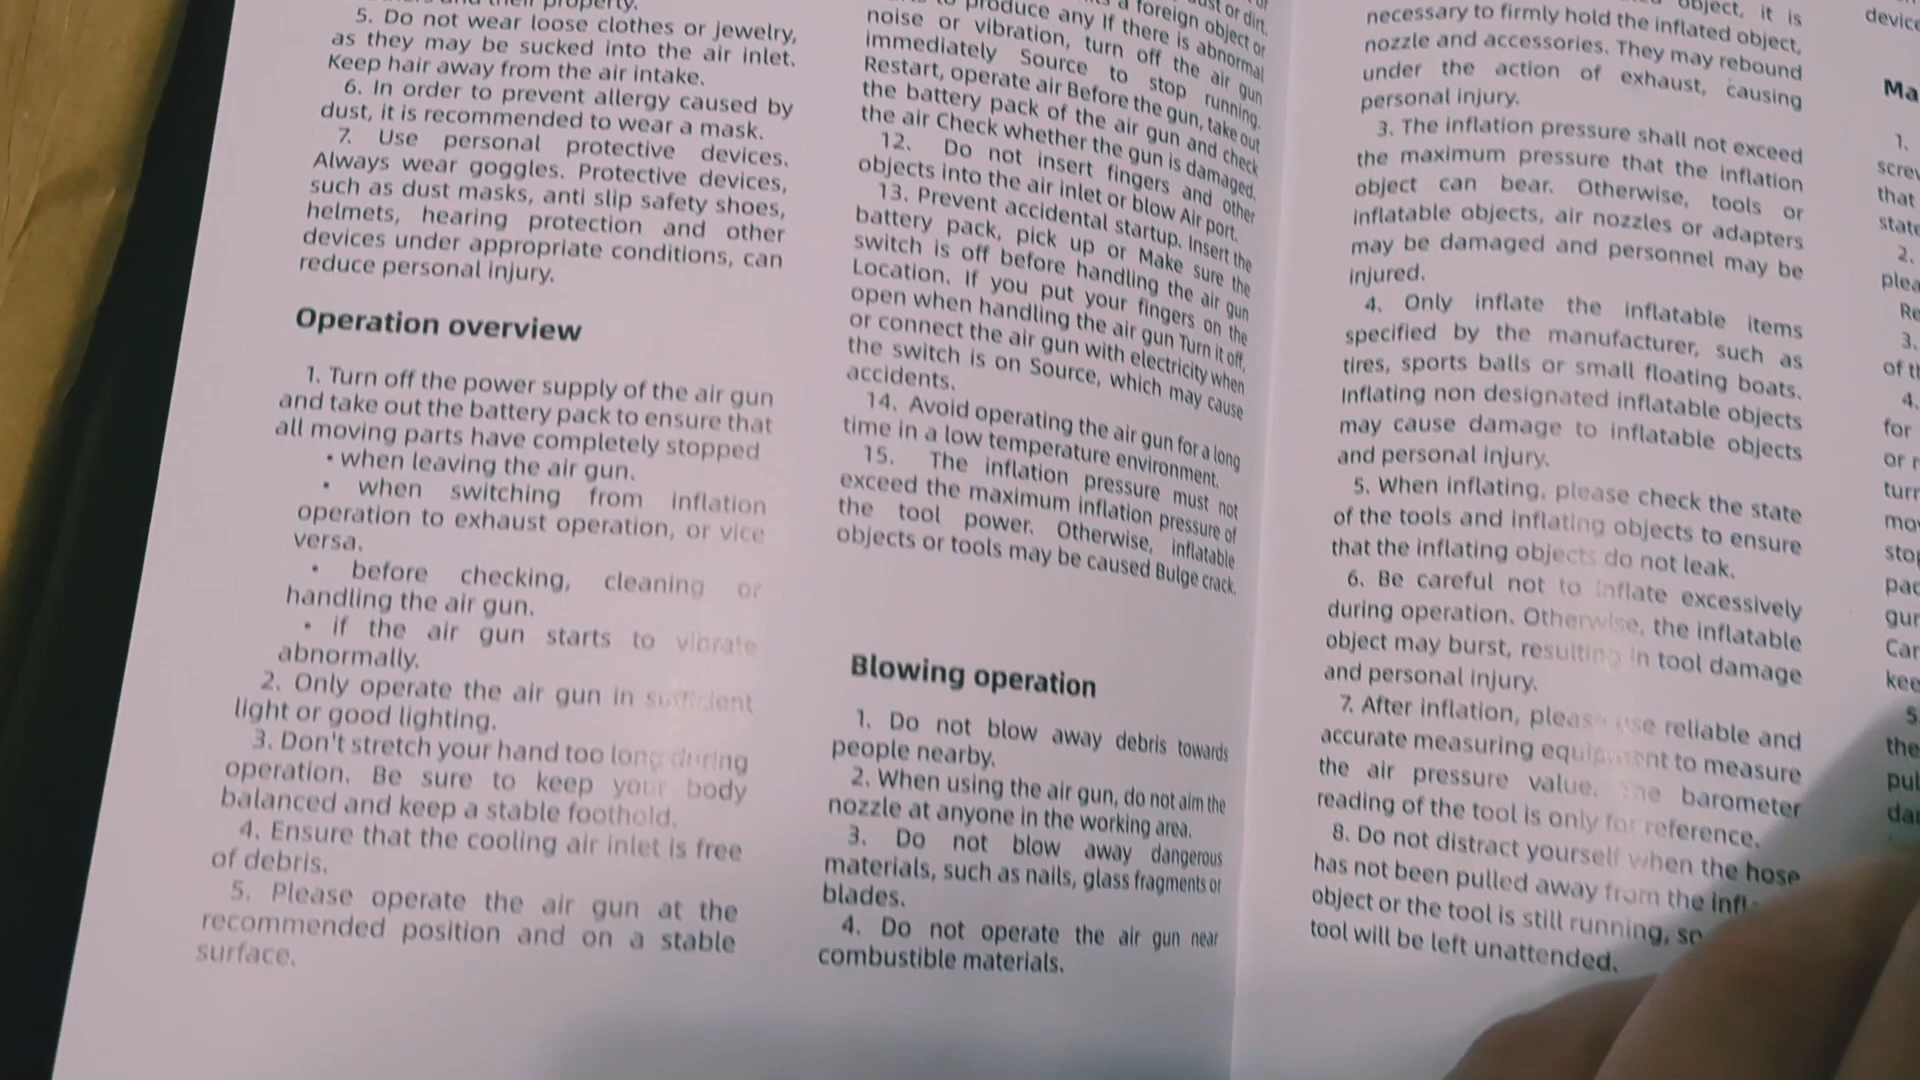 5. Do not wear loose clothes or jewelry,
as they may be sucked into the air inlet.
Keep hair away from the air intake.
6. In order to prevent allergy caused by
dust, it is recommended to wear a mask.
7. Use personal protective devices.
Always wear goggles. Protective devices,
such as dust masks, anti slip safety shoes,
helmets, hearing protection and other
devices under appropriate conditions, can
reduce personal injury.
Operation overview
1. Turn off the power supply of the air gun
and take out the battery pack to ensure that
all moving parts have completely stopped
• when leaving the air gun.
• when switching from inflation
operation to exhaust operation, or vice
versa.
• before checking, cleaning or
handling the air gun.
• if the air gun starts to vibrate
abnormally.
2. Only operate the air gun in sufficient
light or good lighting.
3. Don't stretch your hand too long during
operation. Be sure to keep your body
balanced and keep a stable foothold.
4. Ensure that the cooling air inlet is free
of debris.
5. Please operate the air gun at the
recommended position and on a stable
surface.
a foreign object or
produce any If there is abnormal
noise or vibration, turn off the air gun
immediately Source to stop running.
Restart, operate air Before the gun, take out
the battery pack of the air gun and check
the air Check whether the gun is damaged.
12. Do not insert fingers and other
objects into the air inlet or blow Air port.
13. Prevent accidental startup. Insert the
battery pack, pick up or Make sure the
switch is off before handling the air gun
Location. If you put your fingers on the
open when handling the air gun Turn it off,
or connect the air gun with electricity when
the switch is on Source, which may cause
accidents.
14. Avoid operating the air gun for a long
time in a low temperature environment.
15. The inflation pressure must not
exceed the maximum inflation pressure of
the tool power. Otherwise, inflatable
objects or tools may be caused Bulge crack.
Blowing operation
1. Do not blow away debris towards
people nearby.
2. When using the air gun, do not aim the
nozzle at anyone in the working area.
3. Do not blow away dangerous
materials, such as nails, glass fragments or
blades.
4. Do not operate the air gun near
combustible materials.
object, it is
necessary to firmly hold the inflated object,
nozzle and accessories. They may rebound
under the action of exhaust, causing
personal injury.
3. The inflation pressure shall not exceed
the maximum pressure that the inflation
object can bear. Otherwise, tools or
inflatable objects, air nozzles or adapters
may be damaged and personnel may be
injured.
4. Only inflate the inflatable items
specified by the manufacturer, such as
tires, sports balls or small floating boats.
Inflating non designated inflatable objects
may cause damage to inflatable objects
and personal injury.
5. When inflating, please check the state
of the tools and inflating objects to ensure
that the inflating objects do not leak.
6. Be careful not to inflate excessively
during operation. Otherwise, the inflatable
object may burst, resulting in tool damage
and personal injury.
7. After inflation, please use reliable and
accurate measuring equipment to measure
the air pressure value. The barometer
reading of the tool is only for reference.
8. Do not distract yourself when the hose
has not been pulled away from the
object or the tool is still running, so
tool will be left unattended.